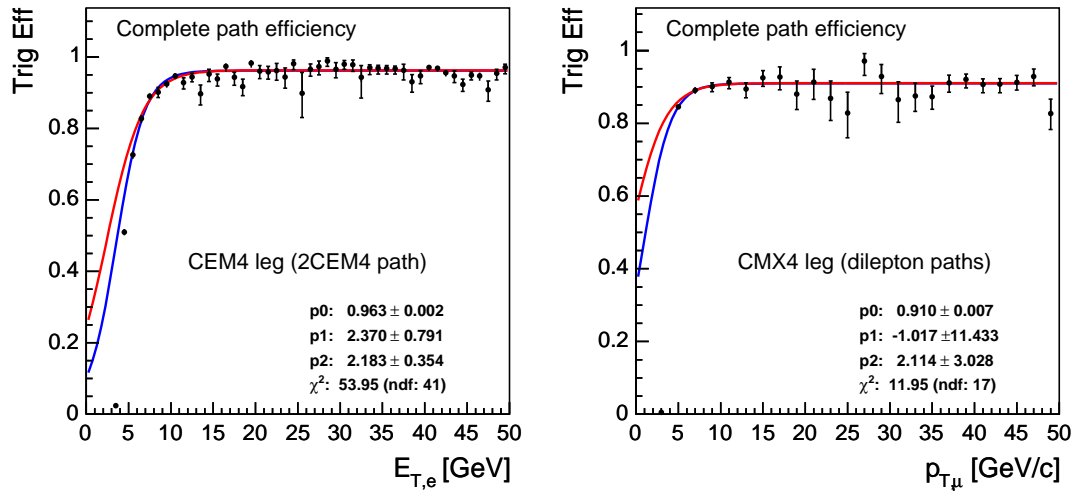 Complete path efficiency
Trig Eff
1
0.8
0.6
0.4
0.2
0
CEM4 leg (2CEM4 path)
p0: 0.963 ± 0.002
p1: 2.370 ± 0.791
p2: 2.183 ± 0.354
χ²: 53.95 (ndf: 41)
0 5 10 15 20 25 30 35 40 45 50
E_T,e [GeV]
Complete path efficiency
Trig Eff
1
0.8
0.6
0.4
0.2
0
CMX4 leg (dilepton paths)
p0: 0.910 ± 0.007
p1: -1.017 ±11.433
p2: 2.114 ± 3.028
χ²: 11.95 (ndf: 17)
0 5 10 15 20 25 30 35 40 45 50
p_T,μ [GeV/c]